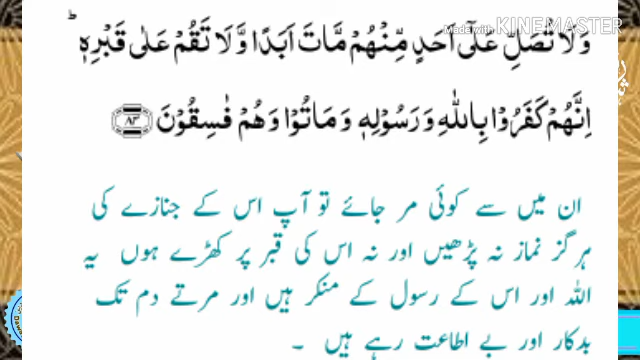 Made with KINEMASTER
وَلَا تُصَلِّ عَلٰٓى اَحَدٍ مِّنْهُمْ مَّاتَ اَبَدًا وَّلَا تَقُمْ عَلٰى قَبْرِهٖ ؕ
اِنَّهُمْ كَفَرُوْا بِاللّٰهِ وَرَسُوْلِهٖ وَمَاتُوْا وَهُمْ فٰسِقُوْنَ ﴿۸۴﴾
ان میں سے کوئی مر جائے تو آپ اس کے جنازے کی
ہرگز نماز نہ پڑھیں اور نہ اس کی قبر پر کھڑے ہوں یہ
اللہ اور اس کے رسول کے منکر ہیں اور مرتے دم تک
بدکار اور بے اطاعت رہے ہیں ۔